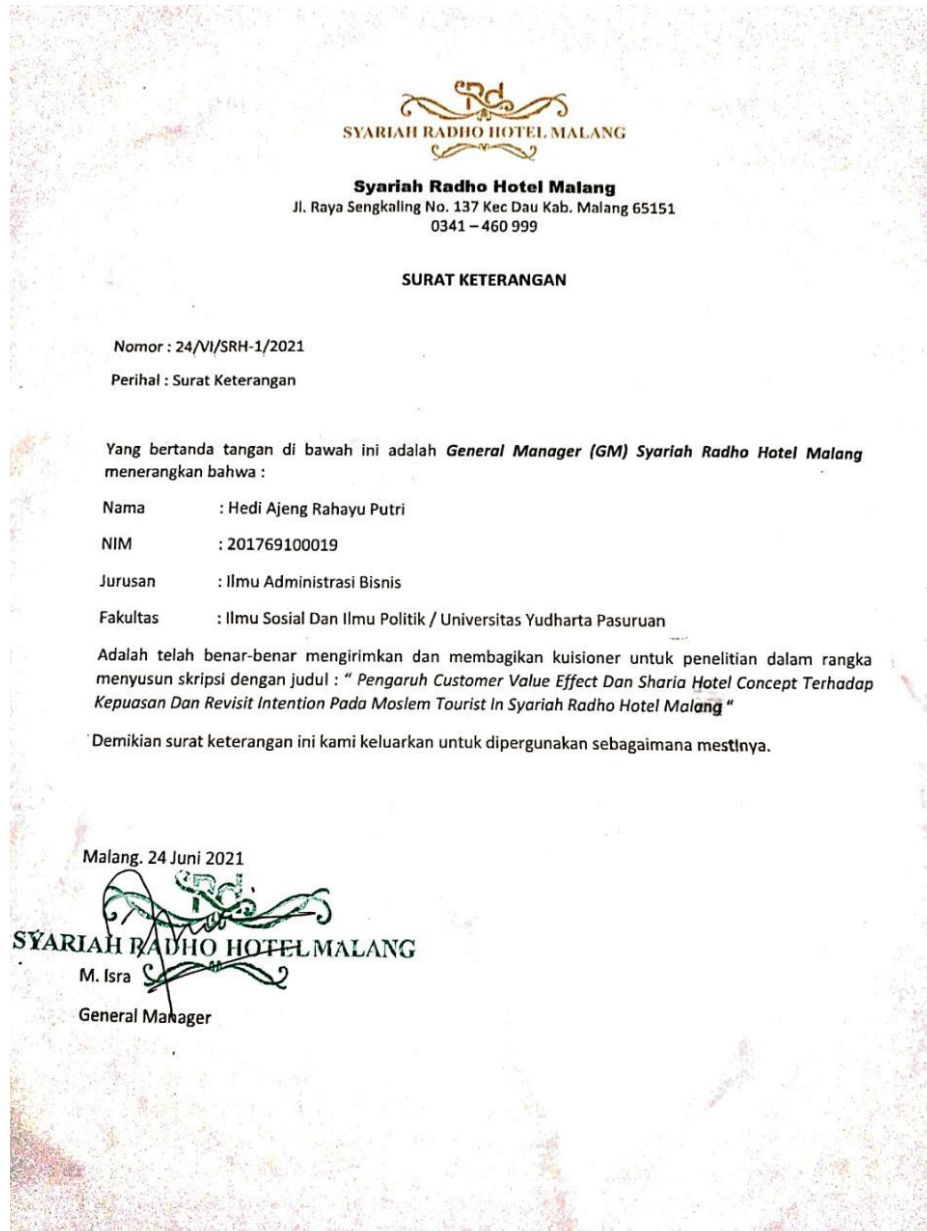 Rd
SYARIAH RADHO HOTEL MALANG
Syariah Radho Hotel Malang
Jl. Raya Sengkaling No. 137 Kec Dau Kab. Malang 65151
0341 – 460 999
SURAT KETERANGAN
Nomor : 24/VI/SRH-1/2021
Perihal : Surat Keterangan
Yang bertanda tangan di bawah ini adalah General Manager (GM) Syariah Radho Hotel Malang
menerangkan bahwa :
Nama : Hedi Ajeng Rahayu Putri
NIM : 201769100019
Jurusan : Ilmu Administrasi Bisnis
Fakultas : Ilmu Sosial Dan Ilmu Politik / Universitas Yudharta Pasuruan
Adalah telah benar-benar mengirimkan dan membagikan kuisioner untuk penelitian dalam rangka
menyusun skripsi dengan judul : “ Pengaruh Customer Value Effect Dan Sharia Hotel Concept Terhadap
Kepuasan Dan Revisit Intention Pada Moslem Tourist In Syariah Radho Hotel Malang “
Demikian surat keterangan ini kami keluarkan untuk dipergunakan sebagaimana mestinya.
Malang. 24 Juni 2021
Rd
SYARIAH RADHO HOTEL MALANG
M. Isra
General Manager